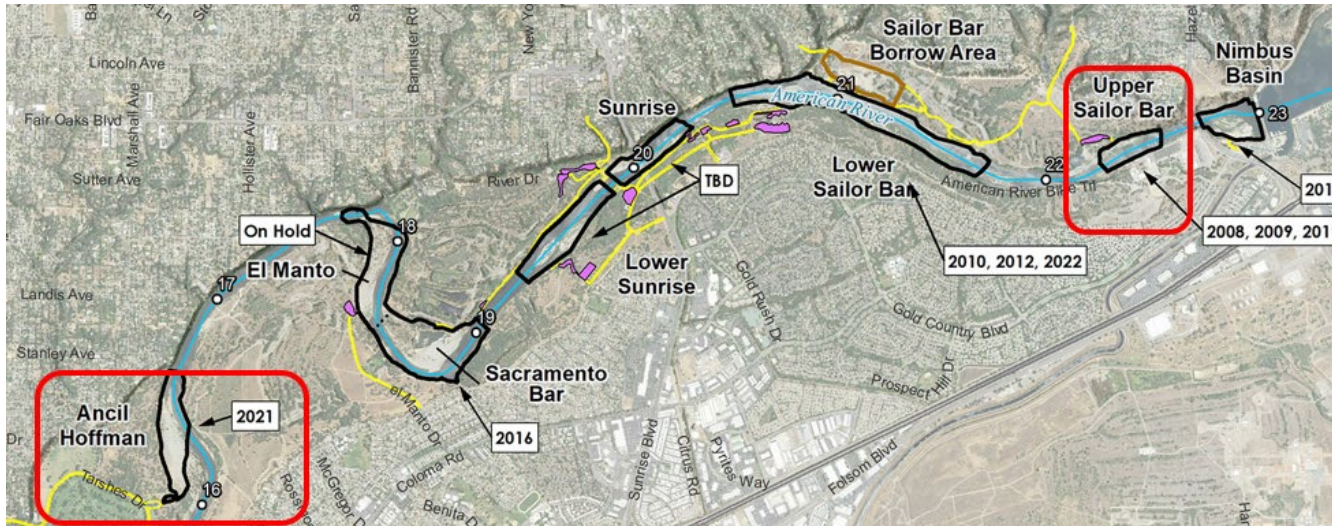 Lincoln Ave
Fair Oaks Blvd
Marshall Ave
Sutter Ave
Hollister Ave
Bannister Rd
Sunrise
20
River Dr
TBD
Sailor Bar
Borrow Area
21
American River
Lower
Sailor Bar
2010, 2012, 2022
22
American River Bike Trl
Upper
Sailor Bar
2008, 2009, 201
Nimbus
Basin
23
201
On Hold
18
El Manto
17
Landis Ave
Stanley Ave
Lower
Sunrise
19
Sacramento
Bar
2016
Ancil
Hoffman
2021
Tarshes Dr
16
Dr
El Manto Dr
McGregor D
Coloma Rd
Benita D
Sunrise Blvd
Citrus Rd
Pyrites
Way
Gold Rush Dr
Gold Country Blvd
Prospect
Hill Dr
Folsom Blvd
Hazel
New Yo